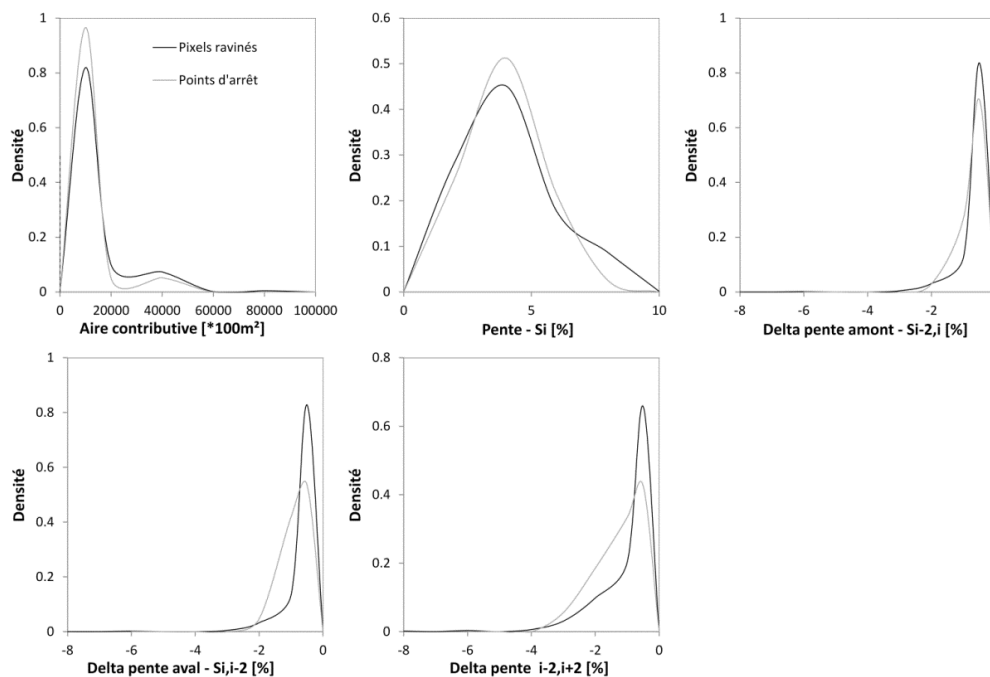 Densité
1
0.8
0.6
0.4
0.2
0
Pixels ravinés
Points d'arrêt
0 20000 40000 60000 80000 100000
Aire contributive [*100m²]
Densité
0.6
0.5
0.4
0.3
0.2
0.1
0
0 5 10
Pente - Si [%]
Densité
1
0.8
0.6
0.4
0.2
0
-8 -6 -4 -2
Delta pente amont - Si-2,i [%]
Densité
1
0.8
0.6
0.4
0.2
0
-8 -6 -4 -2 0
Delta pente aval - Si,i-2 [%]
Densité
0.8
0.6
0.4
0.2
0
-8 -6 -4 -2 0
Delta pente i-2,i+2 [%]